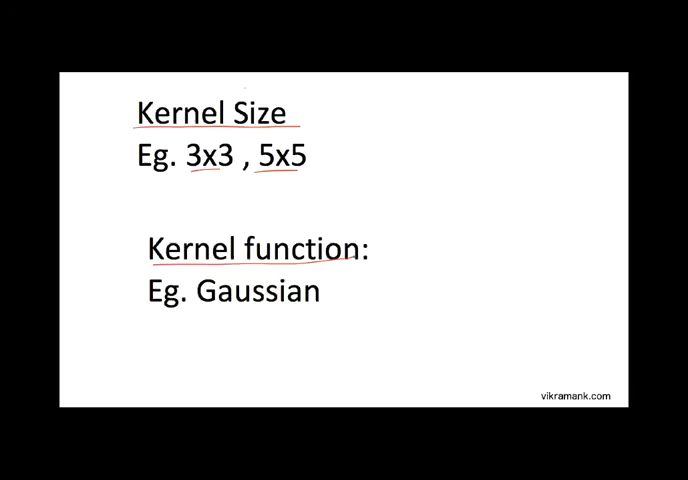 Kernel Size
Eg. 3x3 , 5x5
Kernel function:
Eg. Gaussian
vikramank.com